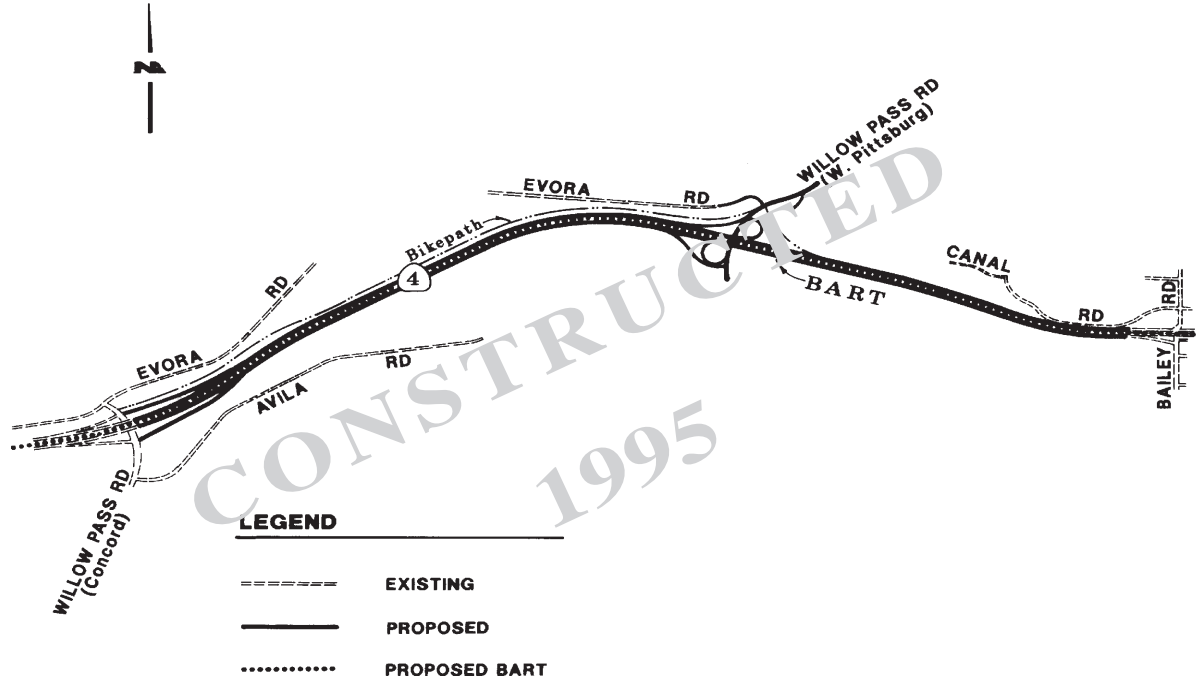 N
WILLOW PASS RD
(W. Pittsburg)
EVORA RD
Bikepath
4
CANAL RD
BART
RD
EVORA
RD
AVILA
BAILEY RD
CONSTRUCTED
1995
WILLOW PASS RD
(Concord)
LEGEND
EXISTING
PROPOSED
PROPOSED BART